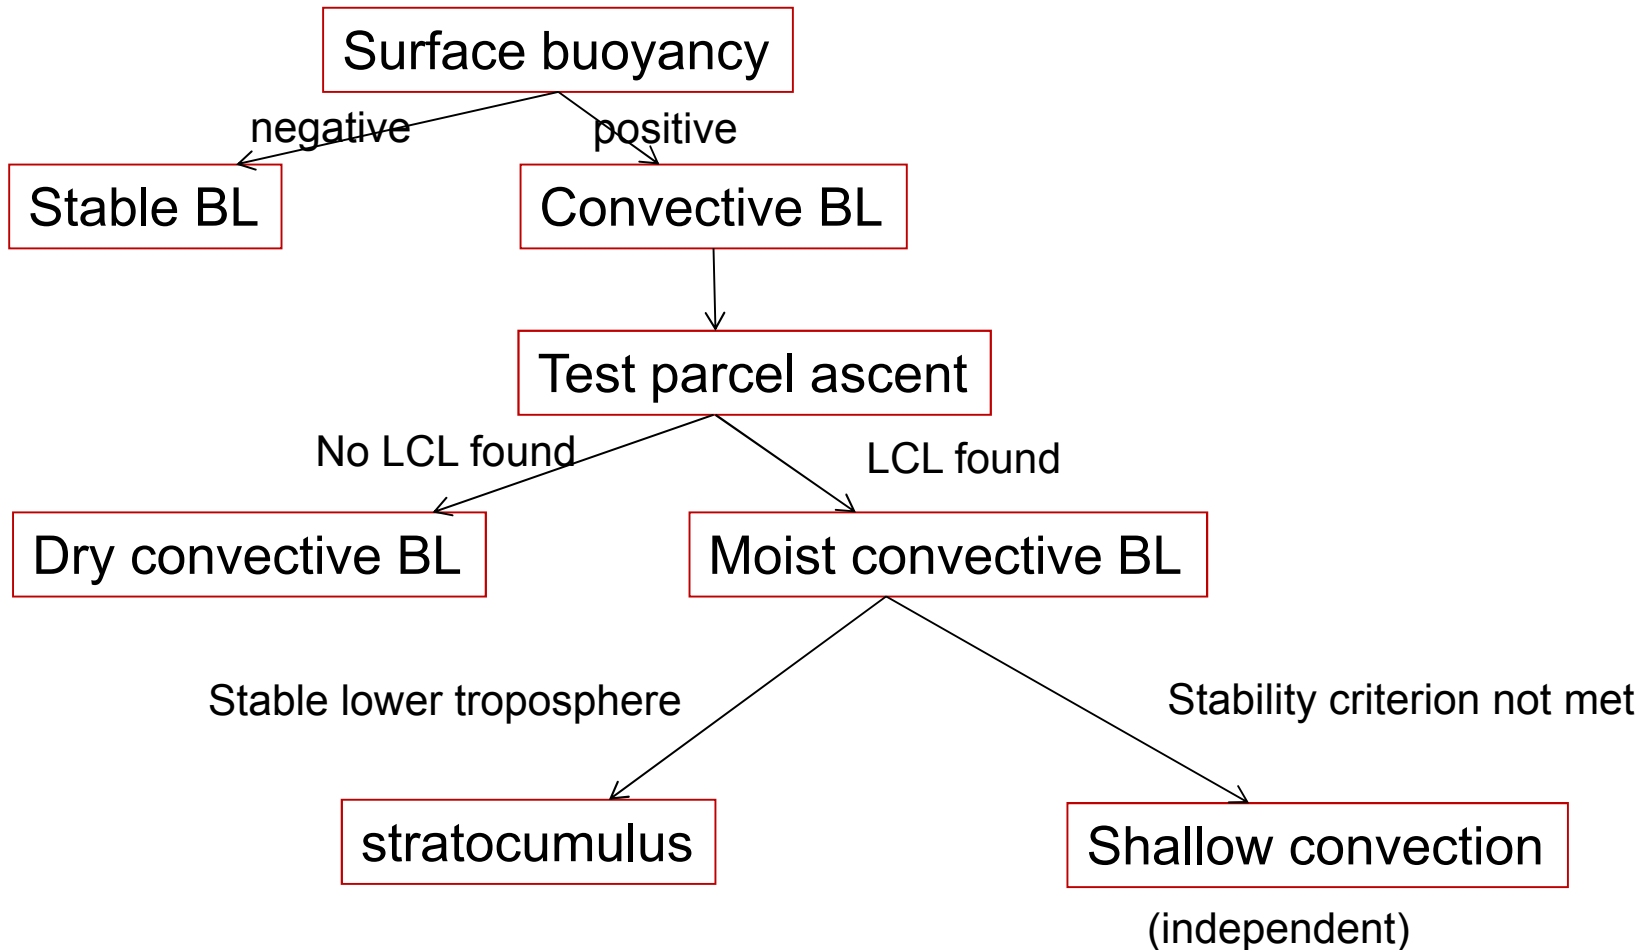 Surface buoyancy
negative
positive
Stable BL
Convective BL
Test parcel ascent
No LCL found
LCL found
Dry convective BL
Moist convective BL
Stable lower troposphere
Stability criterion not met
stratocumulus
Shallow convection
(independent)